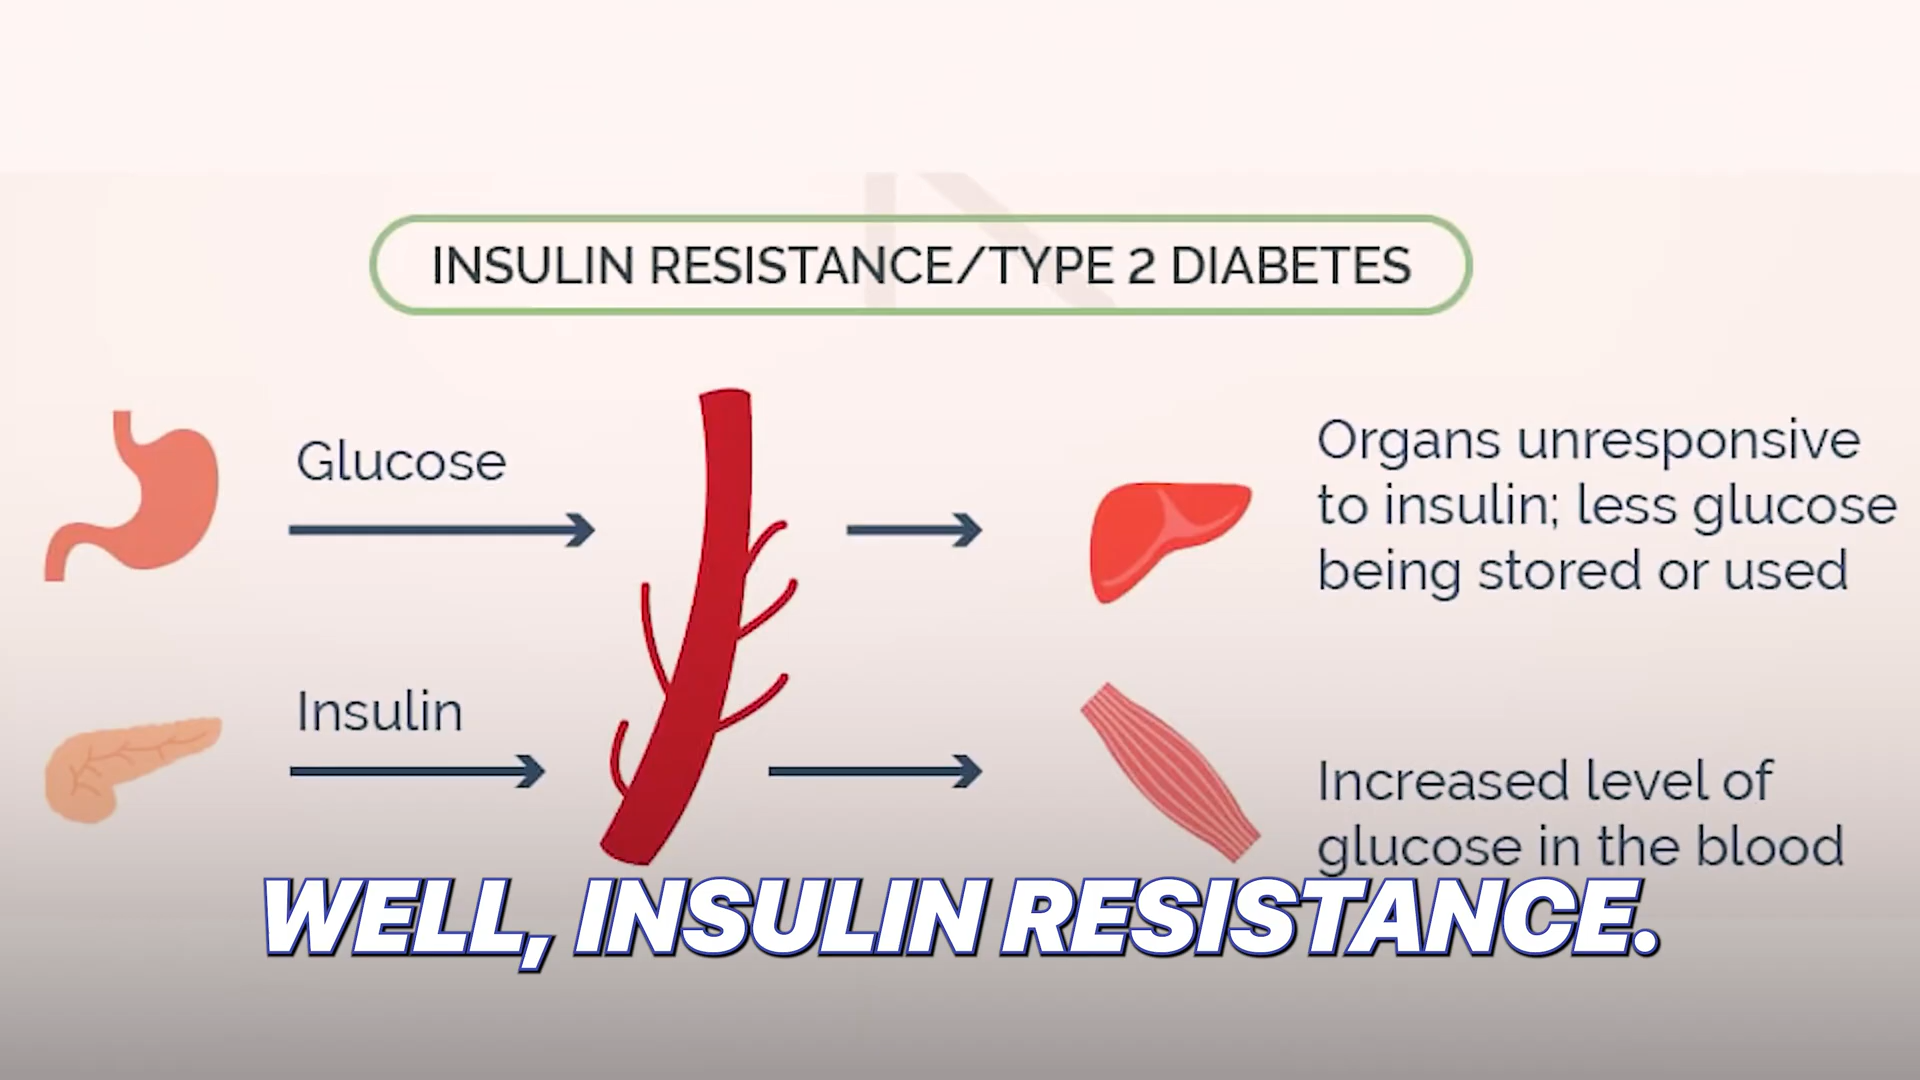 INSULIN RESISTANCE/TYPE 2 DIABETES
Glucose
Organs unresponsive
to insulin; less glucose
being stored or used
Insulin
Increased level of
glucose in the blood
WELL, INSULIN RESISTANCE.